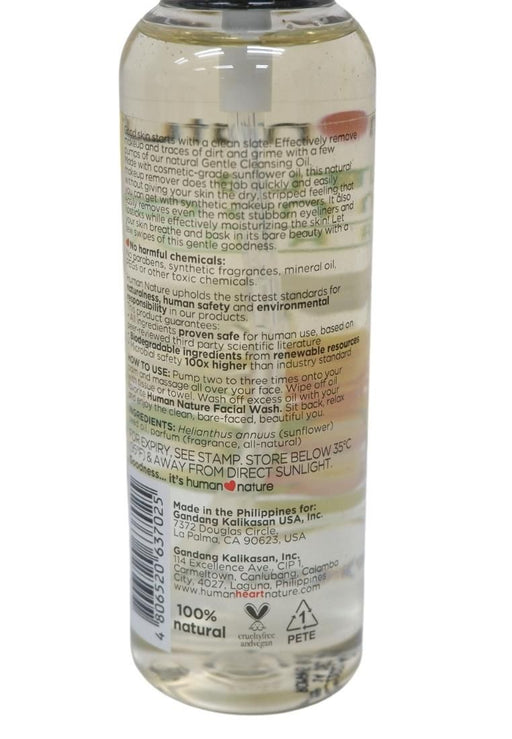 Good skin starts with a clean slate. Effectively remove
makeup and traces of dirt and grime with a few
pumps of our natural Gentle Cleansing Oil.
Made with cosmetic-grade sunflower oil, this natural
makeup remover does the job quickly and easily
without giving your skin the dry, stripped feeling that
you can get with synthetic makeup removers. It also
easily removes even the most stubborn eyeliners and
lipsticks while effectively moisturizing the skin! Let
your skin breathe and bask in its bare beauty with a
few swipes of this gentle goodness.
No harmful chemicals:
No parabens, synthetic fragrances, mineral oil,
or other toxic chemicals.
Human Nature upholds the strictest standards for
naturalness, human safety and environmental
responsibility in our products.
Product guarantees:
All ingredients proven safe for human use, based on
peer-reviewed third party scientific literature
Biodegradable ingredients from renewable resources
Microbial safety 100x higher than industry standard
HOW TO USE: Pump two to three times onto your
and massage all over your face. Wipe off oil
with tissue or towel. Wash off excess oil with your
Human Nature Facial Wash. Sit back, relax
and enjoy the clean, bare-faced, beautiful you.
INGREDIENTS: Helianthus annuus (sunflower)
seed oil, parfum (fragrance, all-natural)
FOR EXPIRY, SEE STAMP. STORE BELOW 35°C
(95°F) & AWAY FROM DIRECT SUNLIGHT.
goodness... it's human nature
Made in the Philippines for:
Gandang Kalikasan USA, Inc.
7372 Douglas Circle,
La Palma, CA 90623, USA
Gandang Kalikasan, Inc.
114 Excellence Ave., CIP 1,
Carmeltown, Canlubang, Calamba
City, 4027, Laguna, Philippines
www.humanheartnature.com
4 806520 637025
100%
natural
crueltyfree
andvegan
1
PETE